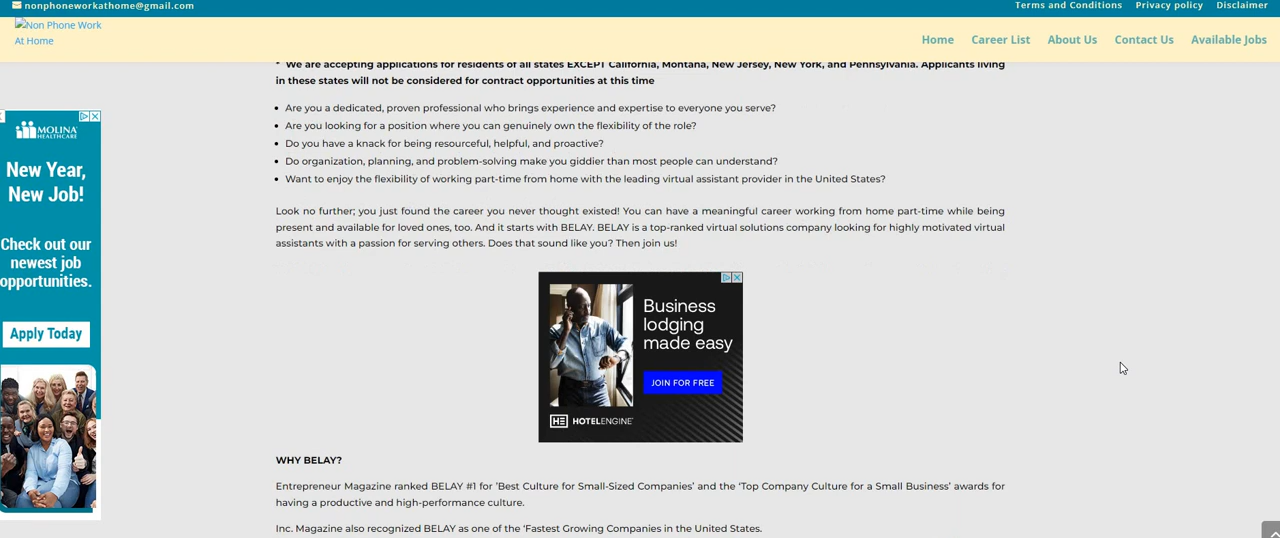 nonphoneworkathome@gmail.com
Terms and Conditions Privacy policy Disclaimer
Non Phone Work
At Home
Home Career List About Us Contact Us Available Jobs
* We are accepting applications for residents of all states EXCEPT California, Montana, New Jersey, New York, and Pennsylvania. Applicants living
in these states will not be considered for contract opportunities at this time
• Are you a dedicated, proven professional who brings experience and expertise to everyone you serve?
• Are you looking for a position where you can genuinely own the flexibility of the role?
• Do you have a knack for being resourceful, helpful, and proactive?
• Do organization, planning, and problem-solving make you giddier than most people can understand?
• Want to enjoy the flexibility of working part-time from home with the leading virtual assistant provider in the United States?
Look no further; you just found the career you never thought existed! You can have a meaningful career working from home part-time while being
present and available for loved ones, too. And it starts with BELAY. BELAY is a top-ranked virtual solutions company looking for highly motivated virtual
assistants with a passion for serving others. Does that sound like you? Then join us!
MOLINA
HEALTHCARE
New Year,
New Job!
Check out our
newest job
opportunities.
Apply Today
Business
lodging
made easy
JOIN FOR FREE
HE HOTELENGINE
WHY BELAY?
Entrepreneur Magazine ranked BELAY #1 for 'Best Culture for Small-Sized Companies' and the 'Top Company Culture for a Small Business' awards for
having a productive and high-performance culture.
Inc. Magazine also recognized BELAY as one of the 'Fastest Growing Companies in the United States.